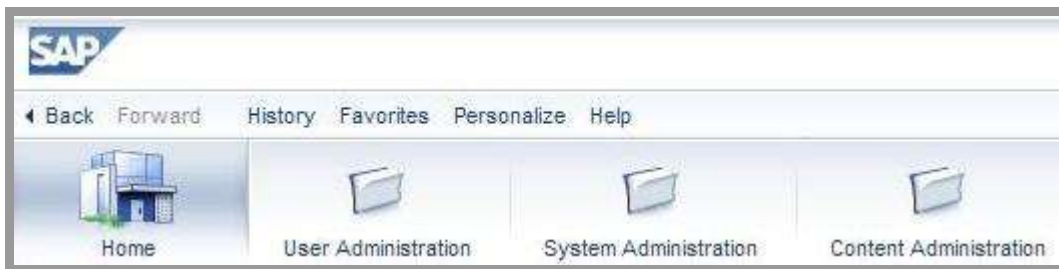 SAP
Back Forward History Favorites Personalize Help
Home User Administration System Administration Content Administration